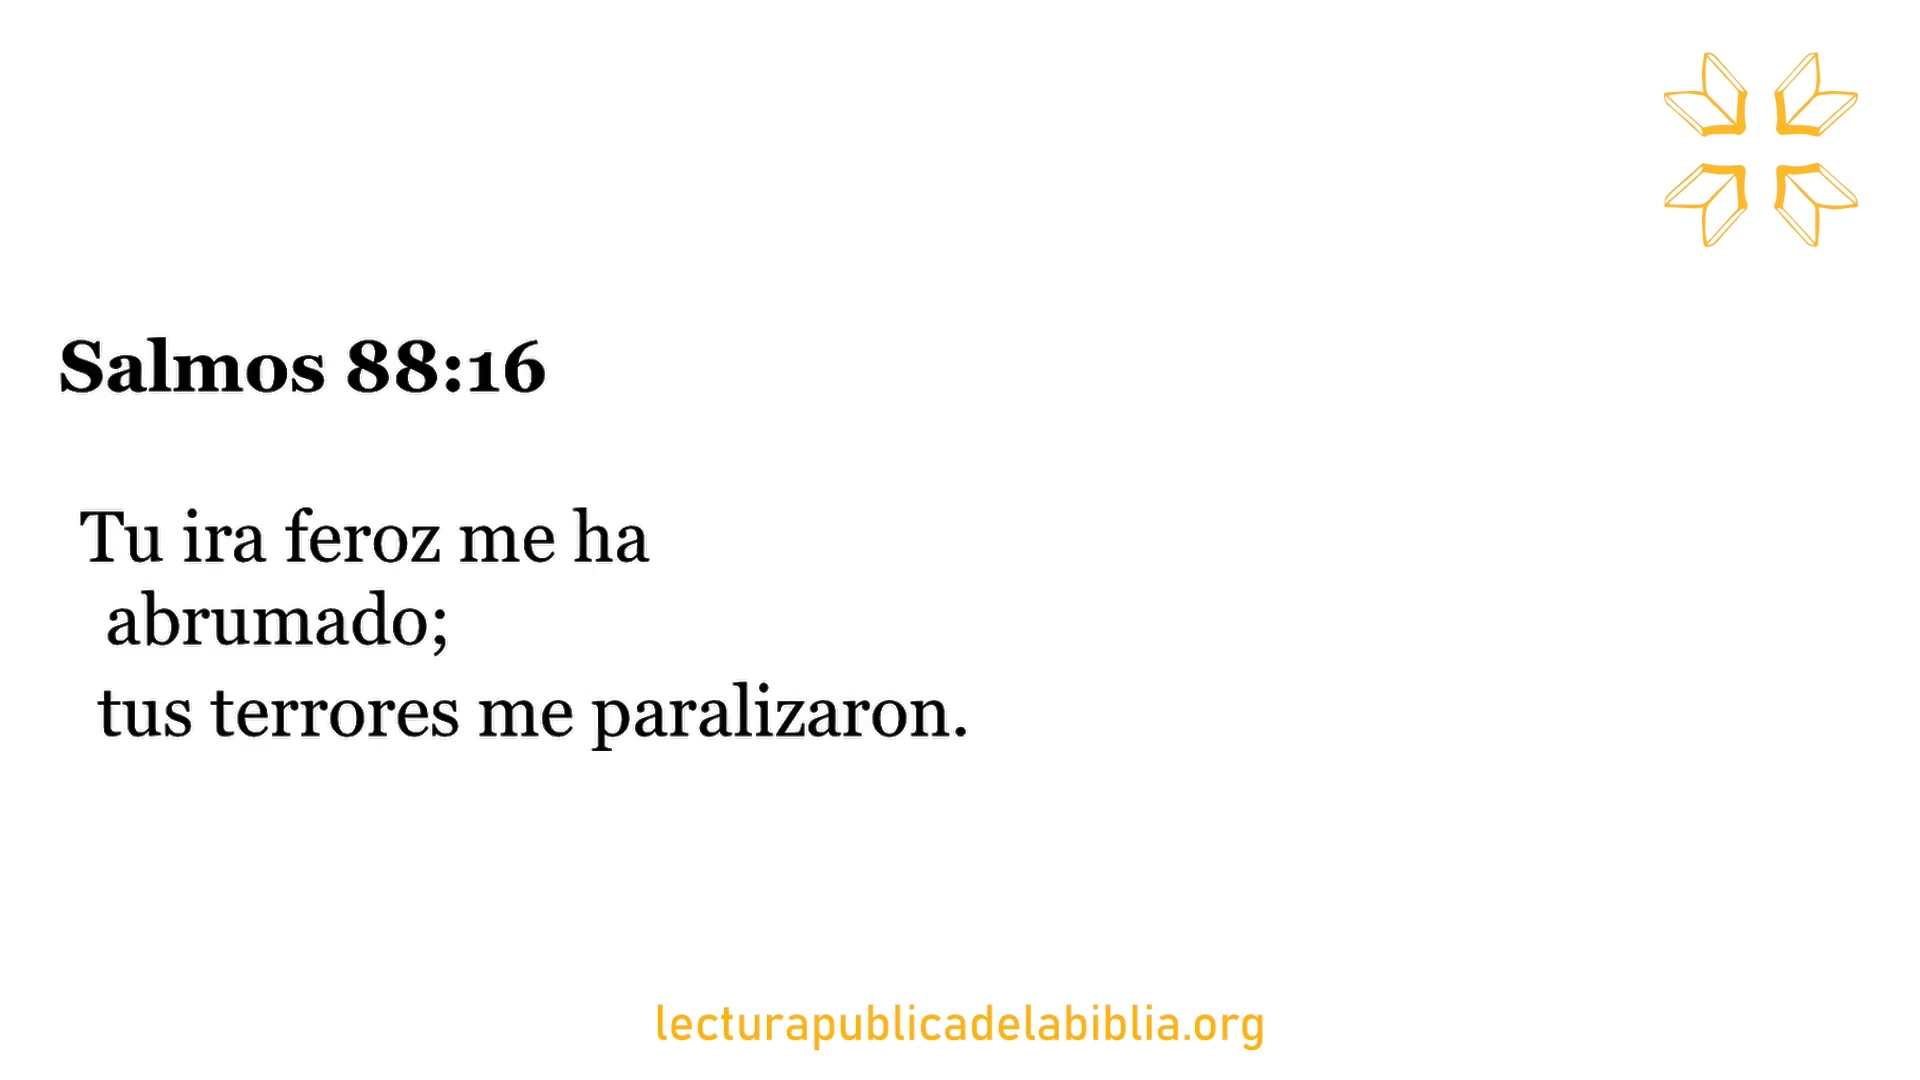 Salmos 88:16
Tu ira feroz me ha
abrumado;
tus terrores me paralizaron.
lecturapublicadelabiblia.org